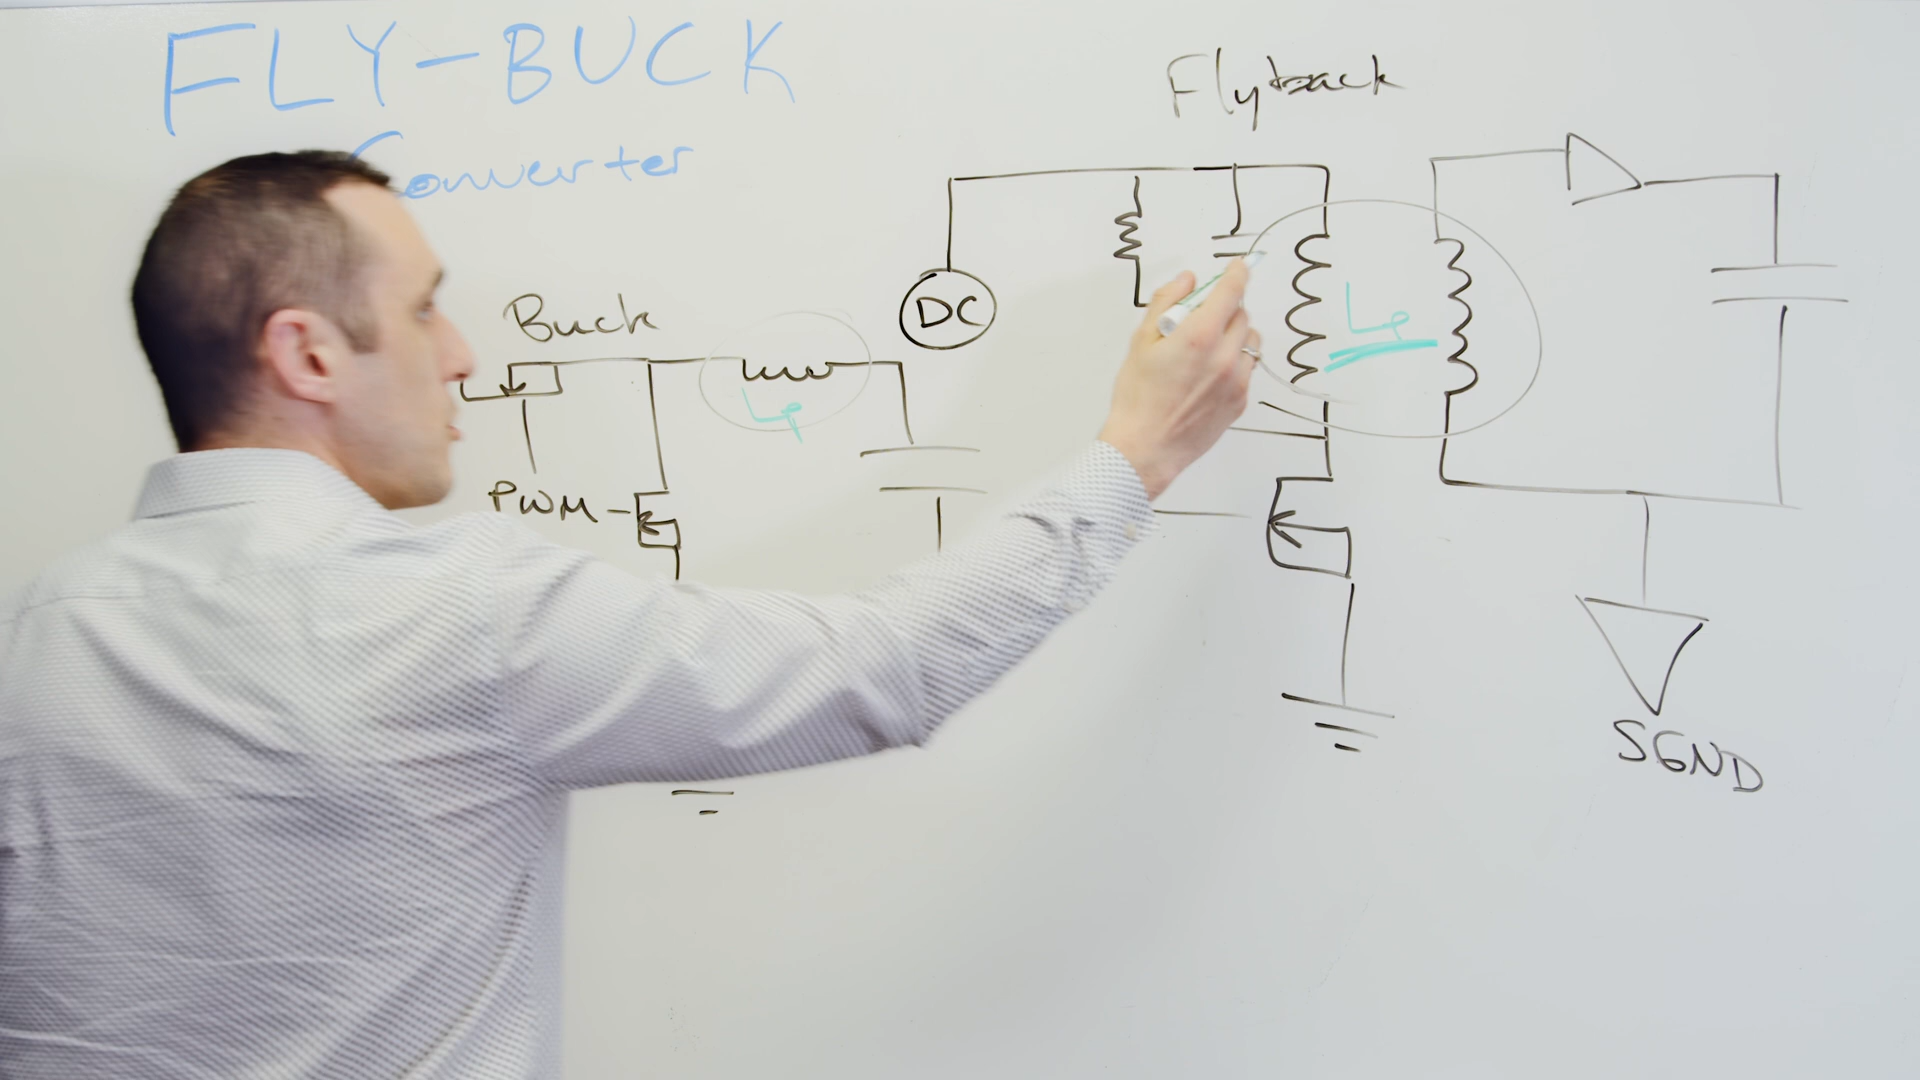 FLY-BUCK
Converter
Flyback
DC
Buck
Lp
Lp
PWM
SGND